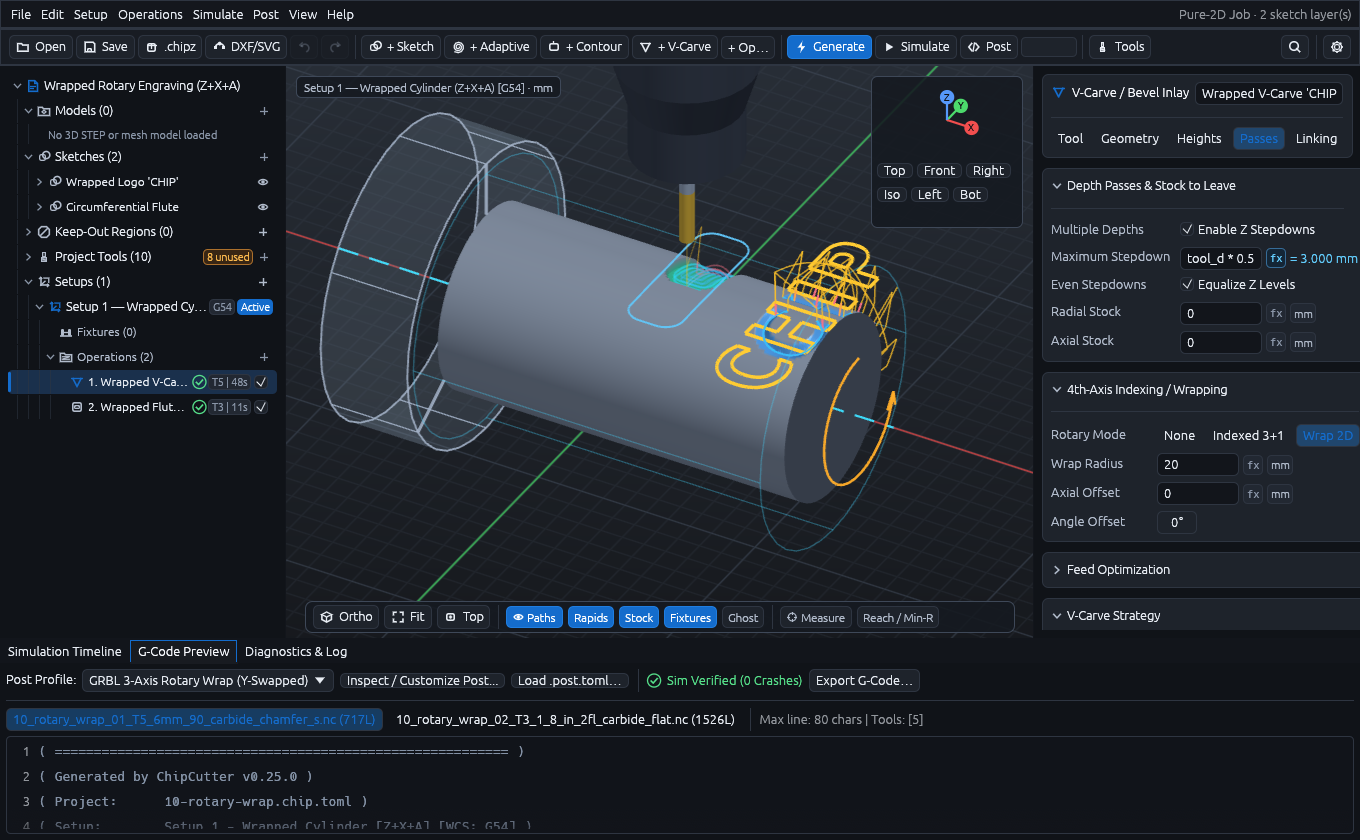 File Edit Setup Operations Simulate Post View Help
Pure-2D Job · 2 sketch layer(s)
Open Save .chipz DXF/SVG + Sketch + Adaptive + Contour + V-Carve + Op... Generate Simulate Post Tools
Wrapped Rotary Engraving (Z+X+A)
Models (0) +
No 3D STEP or mesh model loaded
Sketches (2) +
Wrapped Logo 'CHIP'
Circumferential Flute
Keep-Out Regions (0) +
Project Tools (10) 8 unused +
Setups (1) +
Setup 1 — Wrapped Cy... G54 Active
Fixtures (0)
Operations (2) +
1. Wrapped V-Ca... T5 | 48s
2. Wrapped Flut... T3 | 11s
Setup 1 — Wrapped Cylinder (Z+X+A) [G54] · mm
Z
Y
X
Top Front Right
Iso Left Bot
CHIP
Ortho Fit Top Paths Rapids Stock Fixtures Ghost Measure Reach / Min-R
V-Carve / Bevel Inlay Wrapped V-Carve 'CHIP
Tool Geometry Heights Passes Linking
Depth Passes & Stock to Leave
Multiple Depths Enable Z Stepdowns
Maximum Stepdown tool_d * 0.5 fx = 3.000 mm
Even Stepdowns Equalize Z Levels
Radial Stock 0 fx mm
Axial Stock 0 fx mm
4th-Axis Indexing / Wrapping
Rotary Mode None Indexed 3+1 Wrap 2D
Wrap Radius 20 fx mm
Axial Offset 0 fx mm
Angle Offset 0°
Feed Optimization
V-Carve Strategy
Simulation Timeline G-Code Preview Diagnostics & Log
Post Profile: GRBL 3-Axis Rotary Wrap (Y-Swapped) Inspect / Customize Post... Load .post.toml... Sim Verified (0 Crashes) Export G-Code...
10_rotary_wrap_01_T5_6mm_90_carbide_chamfer_s.nc (717L) 10_rotary_wrap_02_T3_1_8_in_2fl_carbide_flat.nc (1526L) Max line: 80 chars | Tools: [5]
1 ( ========================================================== )
2 ( Generated by ChipCutter v0.25.0 )
3 ( Project: 10-rotary-wrap.chip.toml )
4 ( Setup: Setup 1 - Wrapped Cylinder [Z+X+A] [WCS: G54] )